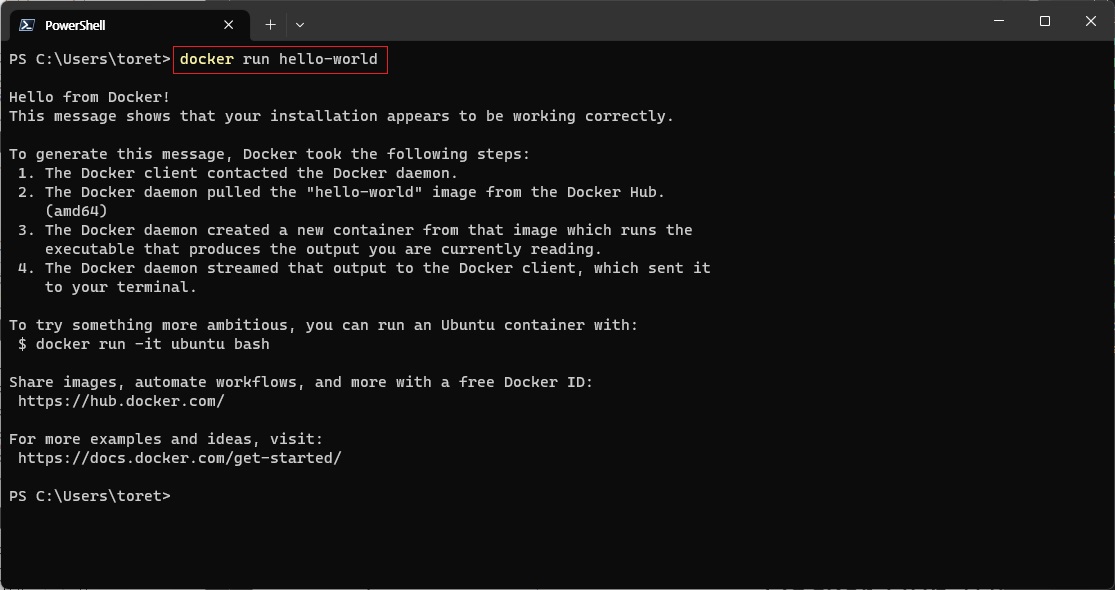 PowerShell
PS C:\Users\toret> docker run hello-world
Hello from Docker!
This message shows that your installation appears to be working correctly.
To generate this message, Docker took the following steps:
1. The Docker client contacted the Docker daemon.
2. The Docker daemon pulled the "hello-world" image from the Docker Hub.
(amd64)
3. The Docker daemon created a new container from that image which runs the
executable that produces the output you are currently reading.
4. The Docker daemon streamed that output to the Docker client, which sent it
to your terminal.
To try something more ambitious, you can run an Ubuntu container with:
$ docker run -it ubuntu bash
Share images, automate workflows, and more with a free Docker ID:
https://hub.docker.com/
For more examples and ideas, visit:
https://docs.docker.com/get-started/
PS C:\Users\toret>